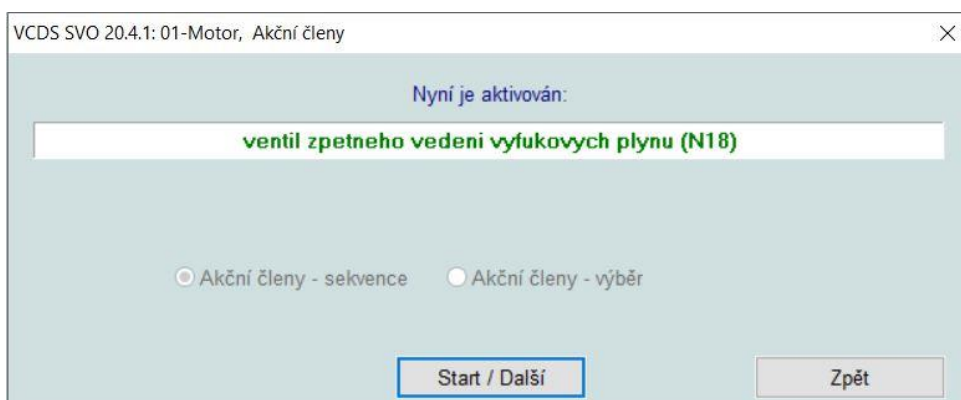 VCDS SVO 20.4.1: 01-Motor, Akční členy
Nyní je aktivován:
ventil zpetneho vedeni vyfukovych plynu (N18)
Akční členy - sekvence Akční členy - výběr
Start / Další Zpět